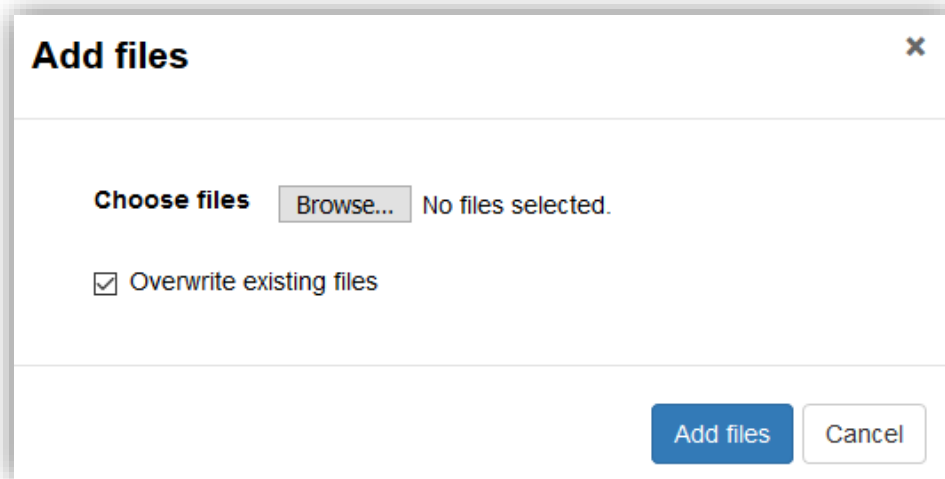 Add files
Choose files Browse... No files selected.
Overwrite existing files
Add files Cancel